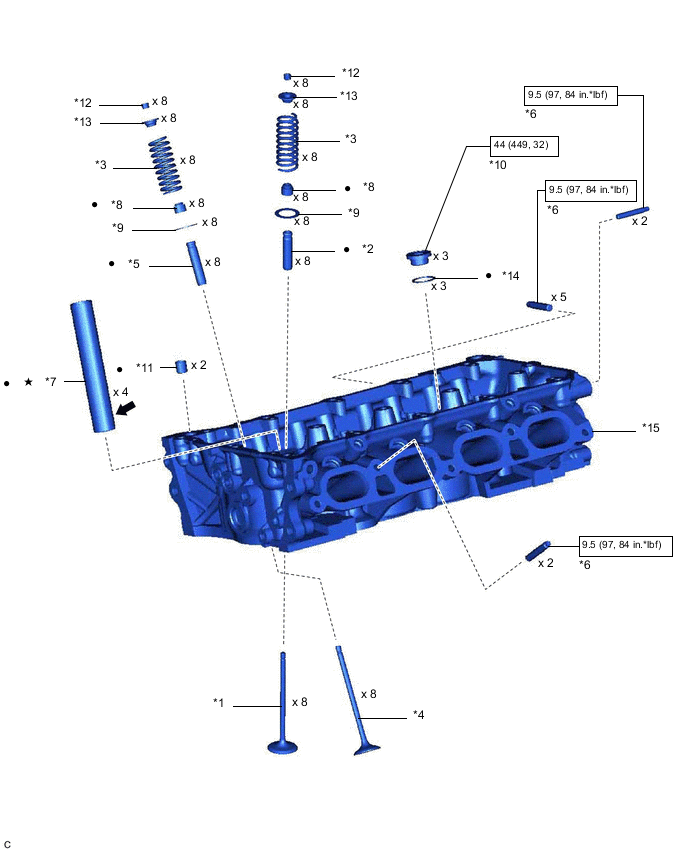 *12
x 8
*13
x 8
*3
x 8
*12
x 8
*13
x 8
*3
x 8
9.5 (97, 84 in.*lbf)
*6
44 (449, 32)
*10
9.5 (97, 84 in.*lbf)
*6
● *8
x 8
*9
x 8
● *8
x 8
*9
x 8
x 2
● *5
x 8
● *2
x 8
x 3
● *14
x 3
x 5
● ★ *7
x 4
● *11
x 2
*15
9.5 (97, 84 in.*lbf)
x 2
*6
*1
x 8
x 8
*4
C